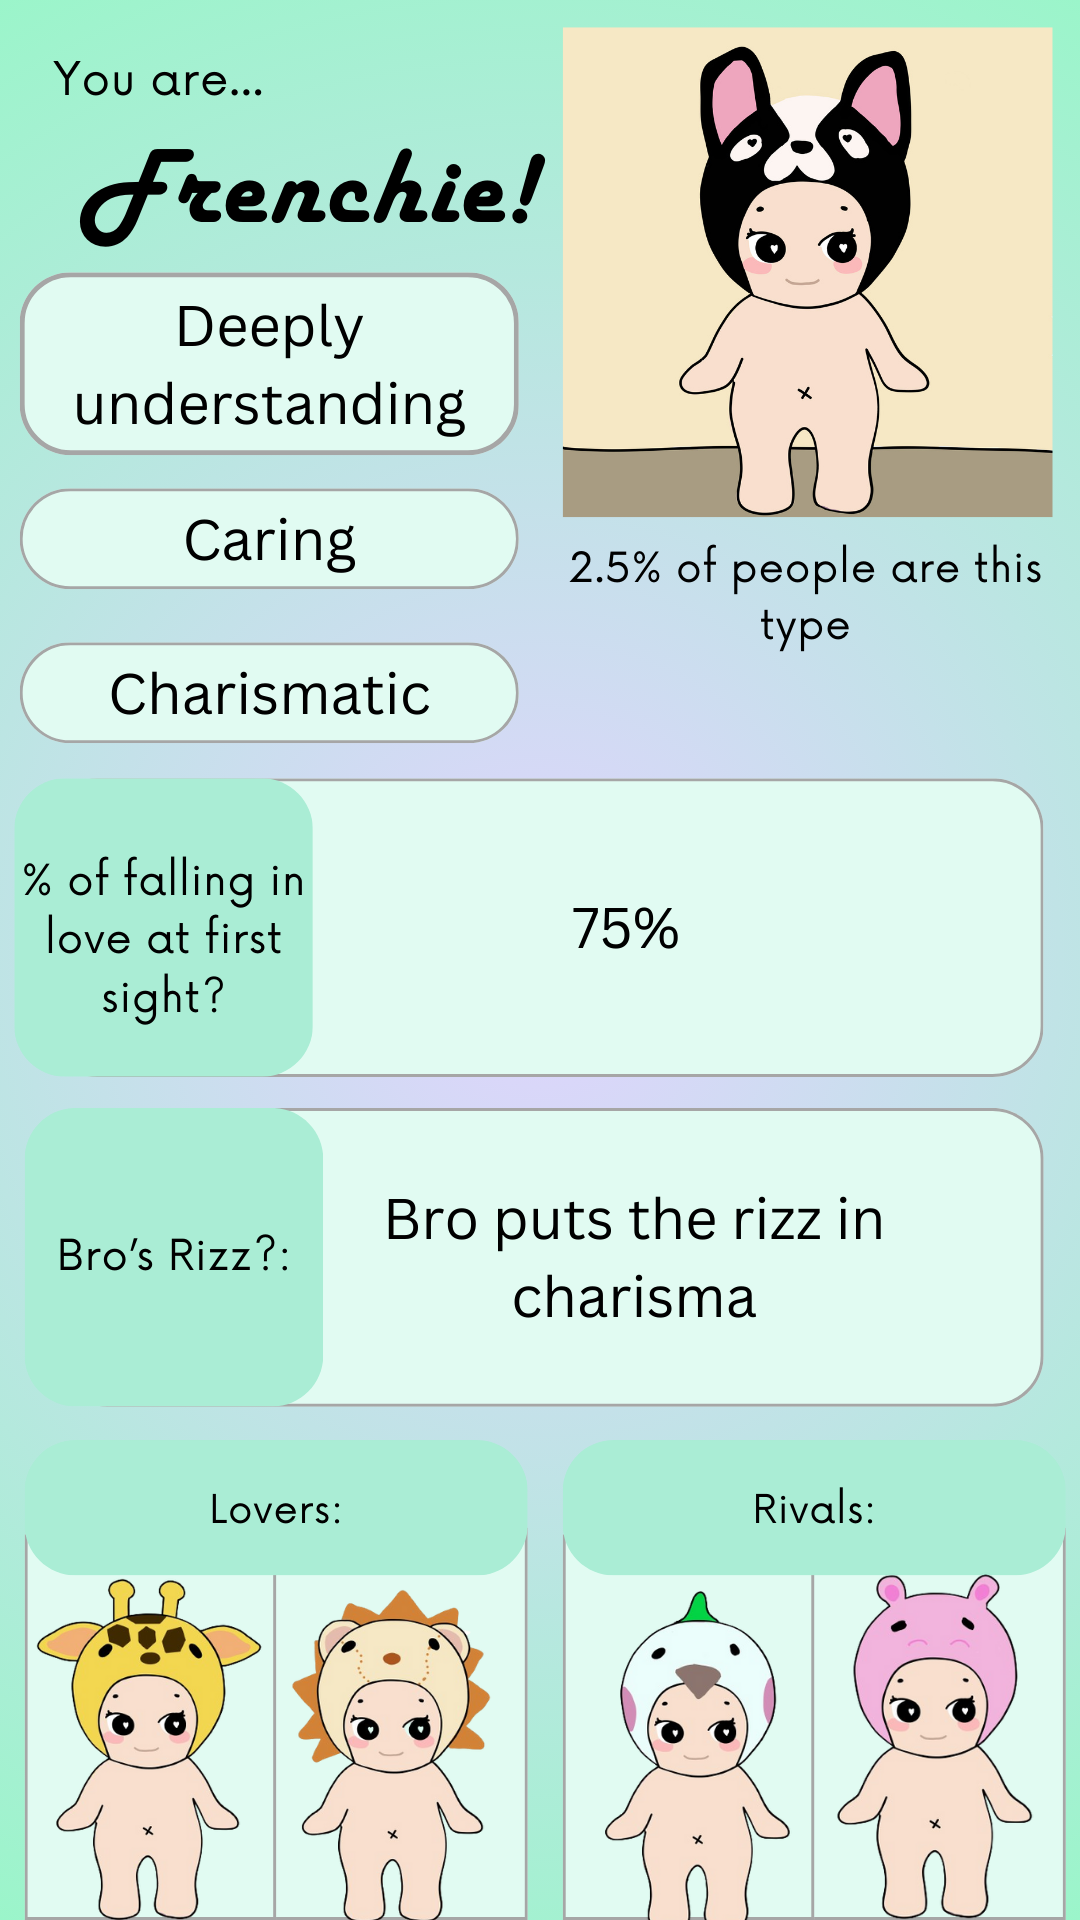 You are...
Frenchie!
Deeply
understanding
Caring
Charismatic
2.5% of people are this
type
% of falling in
love at first
sight?
75%
Bro's Rizz?:
Bro puts the rizz in
charisma
Lovers:
Rivals: